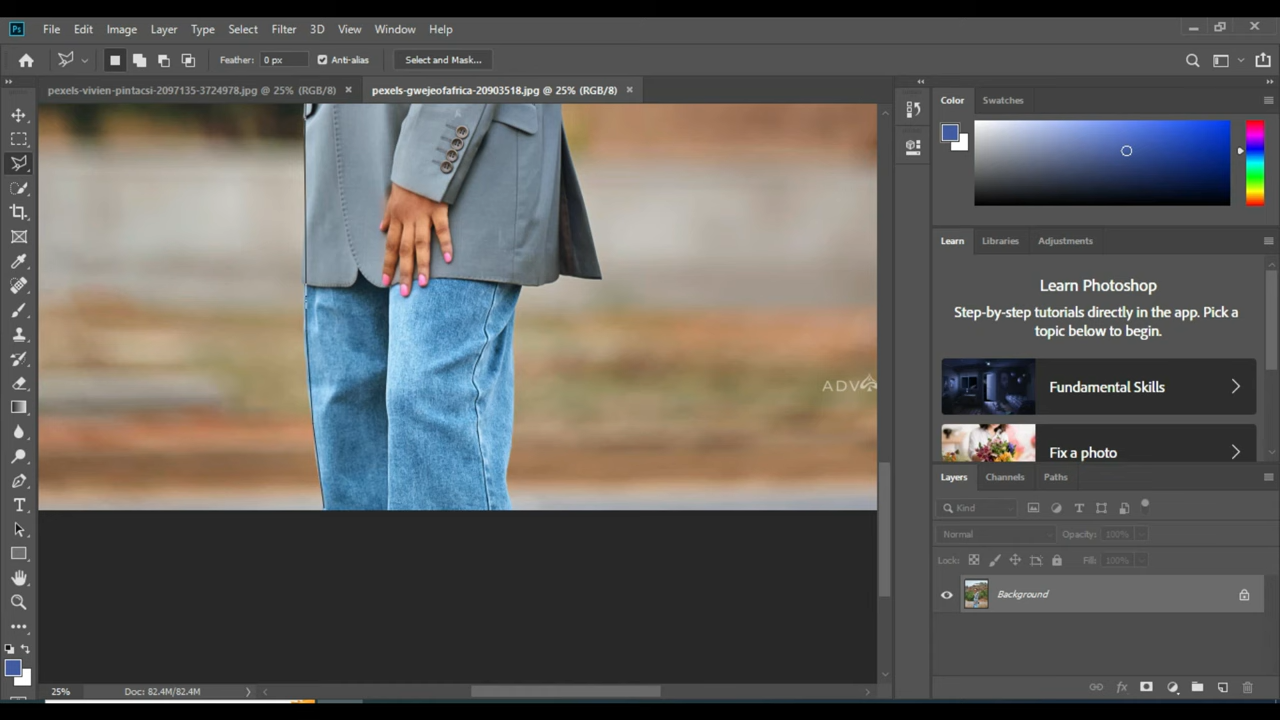 Ps File Edit Image Layer Type Select Filter 3D View Window Help
Feather: 0 px Anti-alias Select and Mask...
pexels-vivien-pintacsi-2097135-3724978.jpg @ 25% (RGB/8) × pexels-gwejeofafrica-20903518.jpg @ 25% (RGB/8) ×
Color Swatches
Learn Libraries Adjustments
Learn Photoshop
Step-by-step tutorials directly in the app. Pick a
topic below to begin.
Fundamental Skills
Fix a photo
ADV
Layers Channels Paths
Kind
Normal Opacity: 100%
Lock: Fill: 100%
Background
25% Doc: 82.4M/82.4M